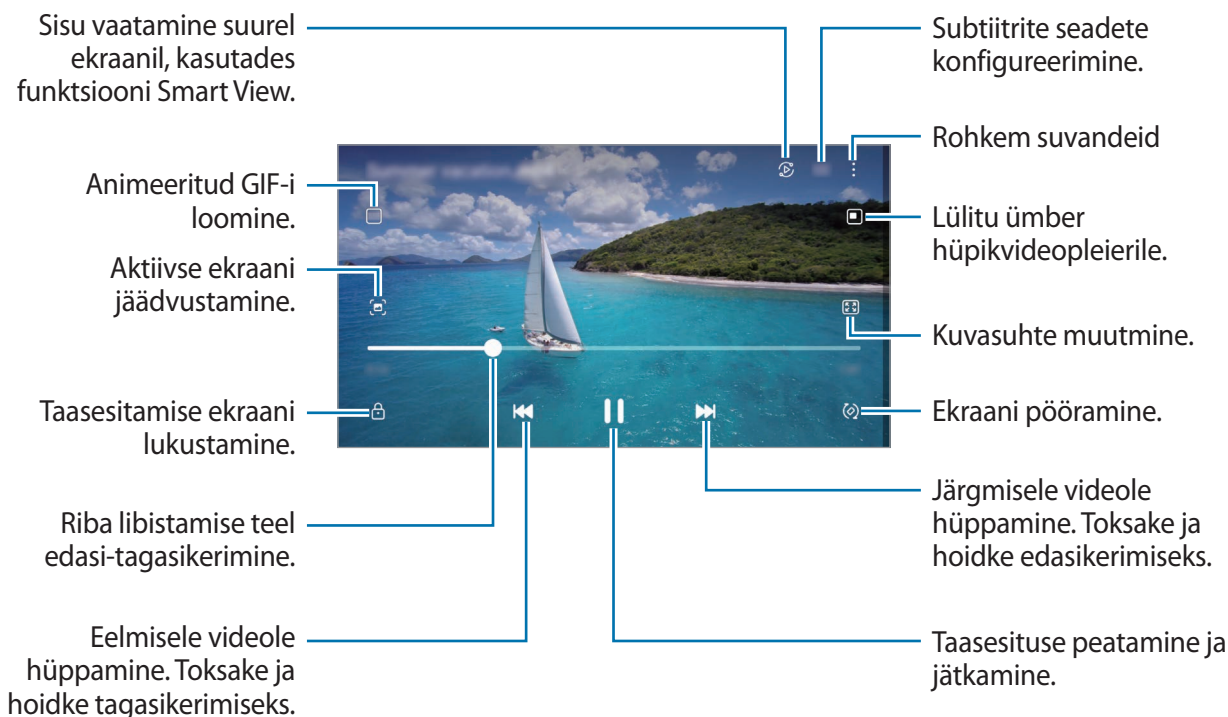 Sisu vaatamine suurel
ekraanil, kasutades
funktsiooni Smart View.
Animeeritud GIF-i
loomine.
Aktiivse ekraani
jäädvustamine.
Taasesitamise ekraani
lukustamine.
Riba libistamise teel
edasi-tagasikerimine.
Eelmisele videole
hüppamine. Toksake ja
hoidke tagasikerimiseks.
Subtiitrite seadete
konfigureerimine.
Rohkem suvandeid
Lülitu ümber
hüpikvideopleierile.
Kuvasuhte muutmine.
Ekraani pööramine.
Järgmisele videole
hüppamine. Toksake ja
hoidke edasikerimiseks.
Taasesituse peatamine ja
jätkamine.